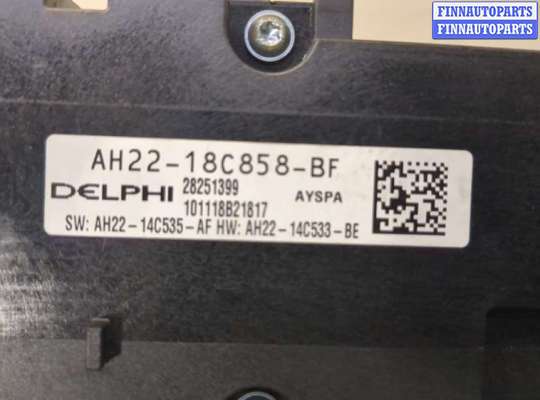 FINNAUTOPARTS
FINNAUTOPARTS
AH22-18C858-BF
DELPHI 28251399 AYSPA
101118B21817
SW: AH22-14C535-AF HW: AH22-14C533-BE